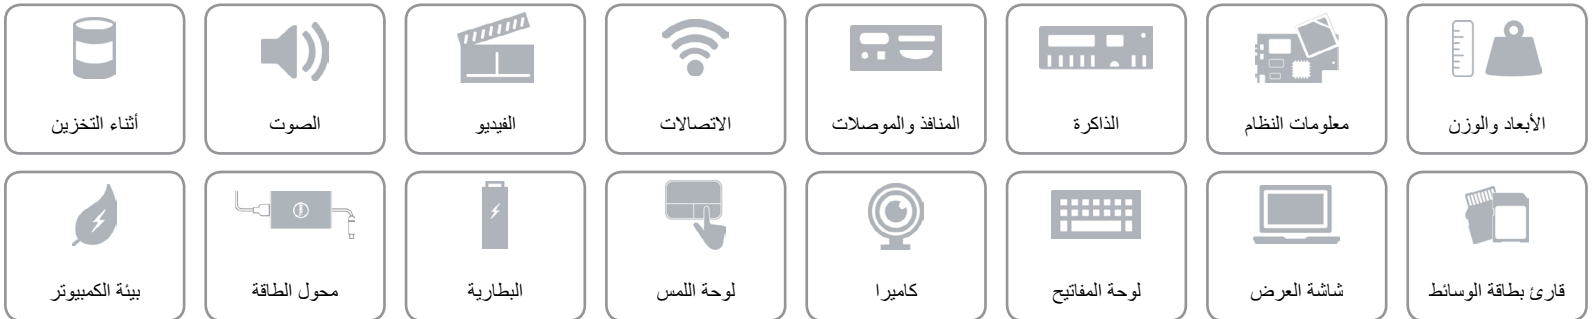 الأبعاد والوزن
معلومات النظام
الذاكرة
المنافذ والموصلات
الاتصالات
الفيديو
الصوت
أثناء التخزين
قارئ بطاقة الوسائط
شاشة العرض
لوحة المفاتيح
كاميرا
لوحة اللمس
البطارية
محول الطاقة
بيئة الكمبيوتر